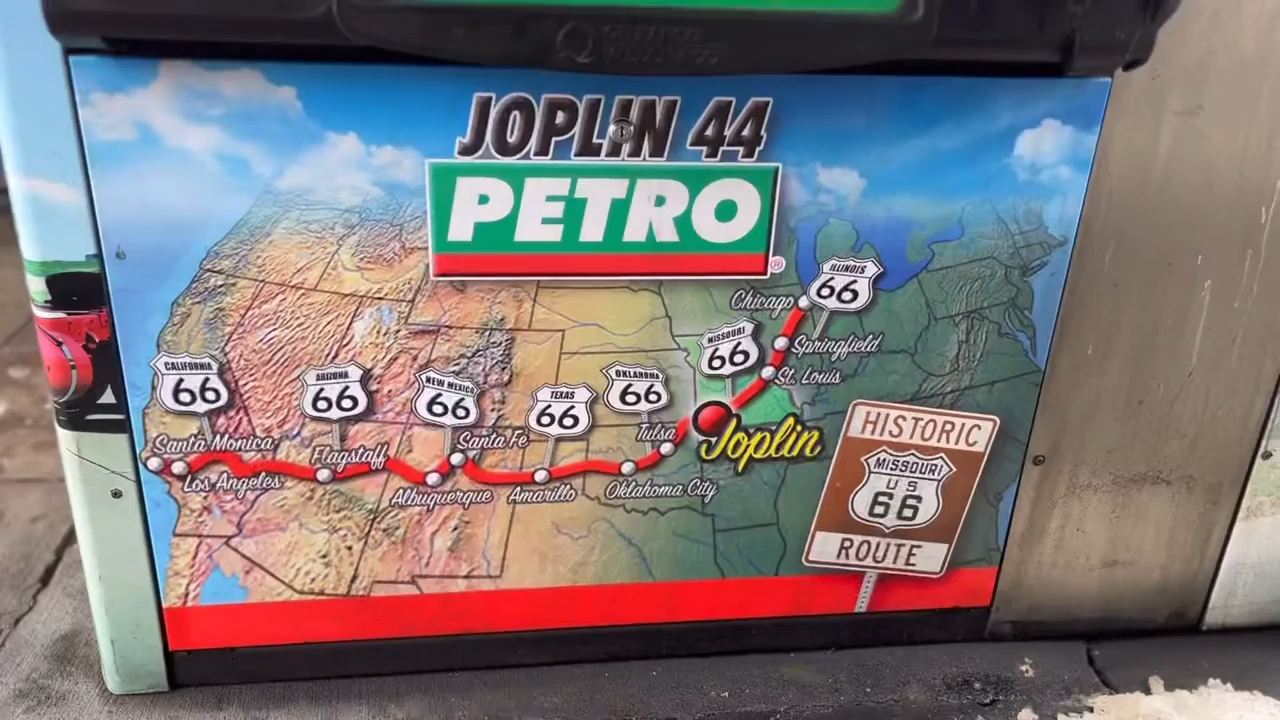 JOPLIN 44
PETRO
®
ILLINOIS
66
Chicago
MISSOURI
66
Springfield
St. Louis
CALIFORNIA
66
ARIZONA
66
NEW MEXICO
66
TEXAS
66
OKLAHOMA
66
Santa Monica
Los Angeles
Flagstaff
Albuquerque
Santa Fe
Amarillo
Oklahoma City
Tulsa
Joplin
HISTORIC
MISSOURI
U S
66
ROUTE